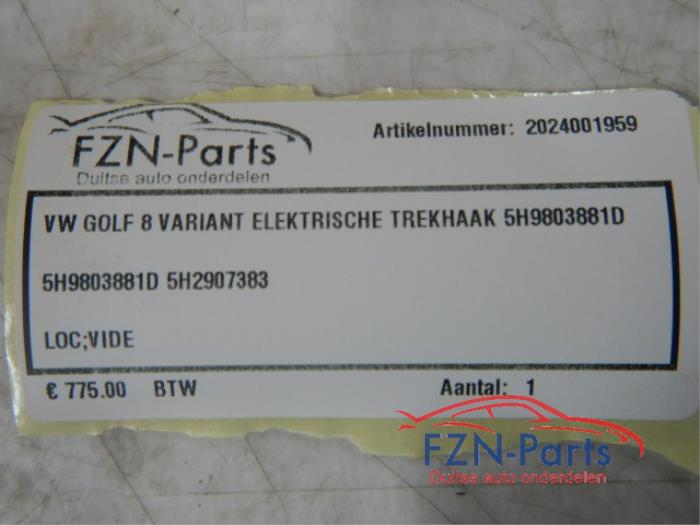 FZN-Parts
Duitse auto onderdelen
Artikelnummer: 2024001959
VW GOLF 8 VARIANT ELEKTRISCHE TREKHAAK 5H9803881D
5H9803881D 5H2907383
LOC;VIDE
€ 775.00 BTW
Aantal: 1
FZN-Parts
Duitse auto onderdelen